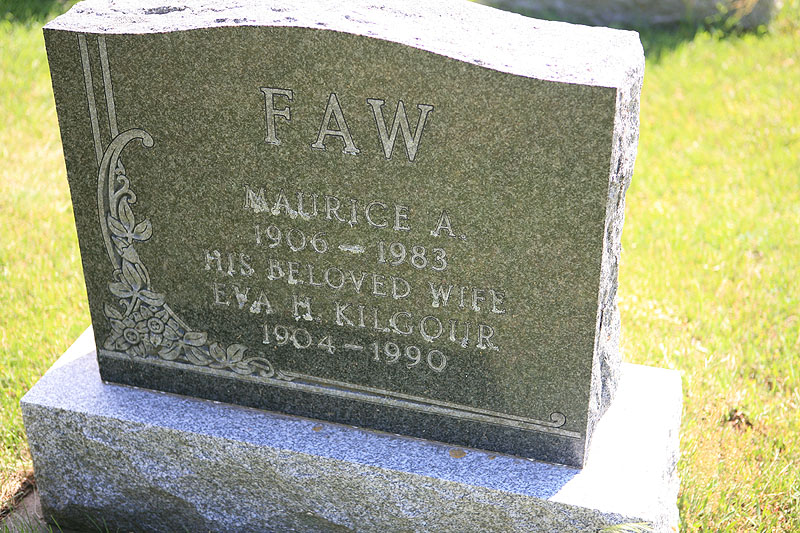 FAW
MAURICE A.
1906 – 1983
HIS BELOVED WIFE
EVA H. KILGOUR
1904 – 1990